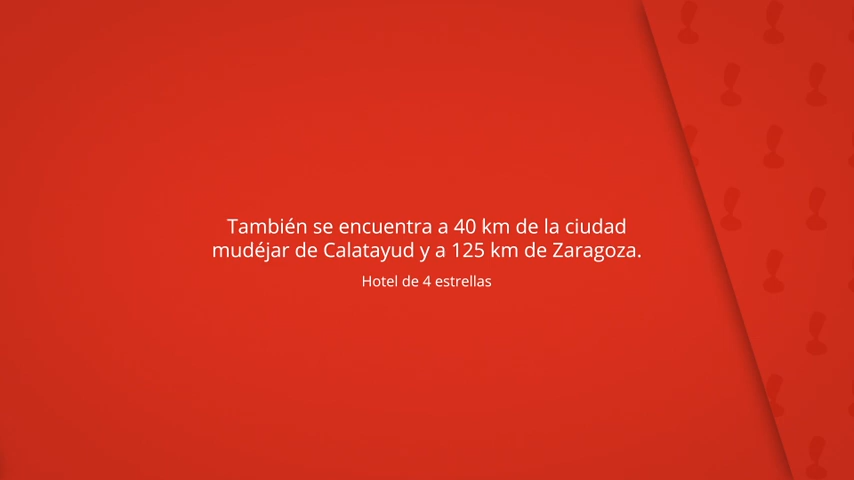 También se encuentra a 40 km de la ciudad
mudéjar de Calatayud y a 125 km de Zaragoza.
Hotel de 4 estrellas